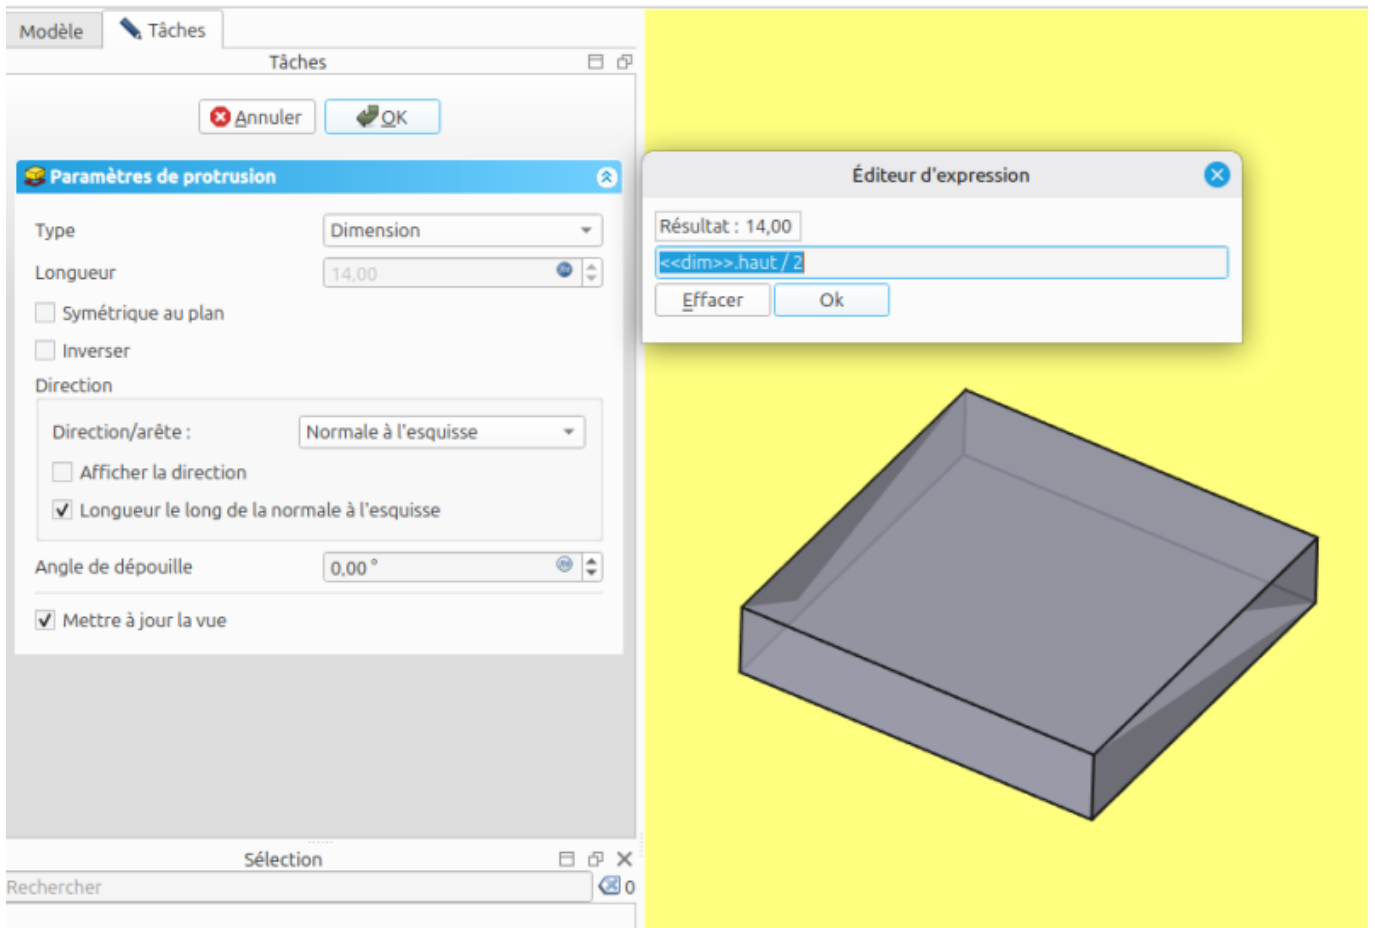 Modèle
Tâches
Tâches
Annuler
OK
Paramètres de protrusion
Type
Dimension
Longueur
14,00
Symétrique au plan
Inverser
Direction
Direction/arête :
Normale à l'esquisse
Afficher la direction
Longueur le long de la normale à l'esquisse
Angle de dépouille
0,00 °
Mettre à jour la vue
Sélection
Rechercher
0
Éditeur d'expression
Résultat : 14,00
<<dim>>.haut / 2
Effacer
Ok